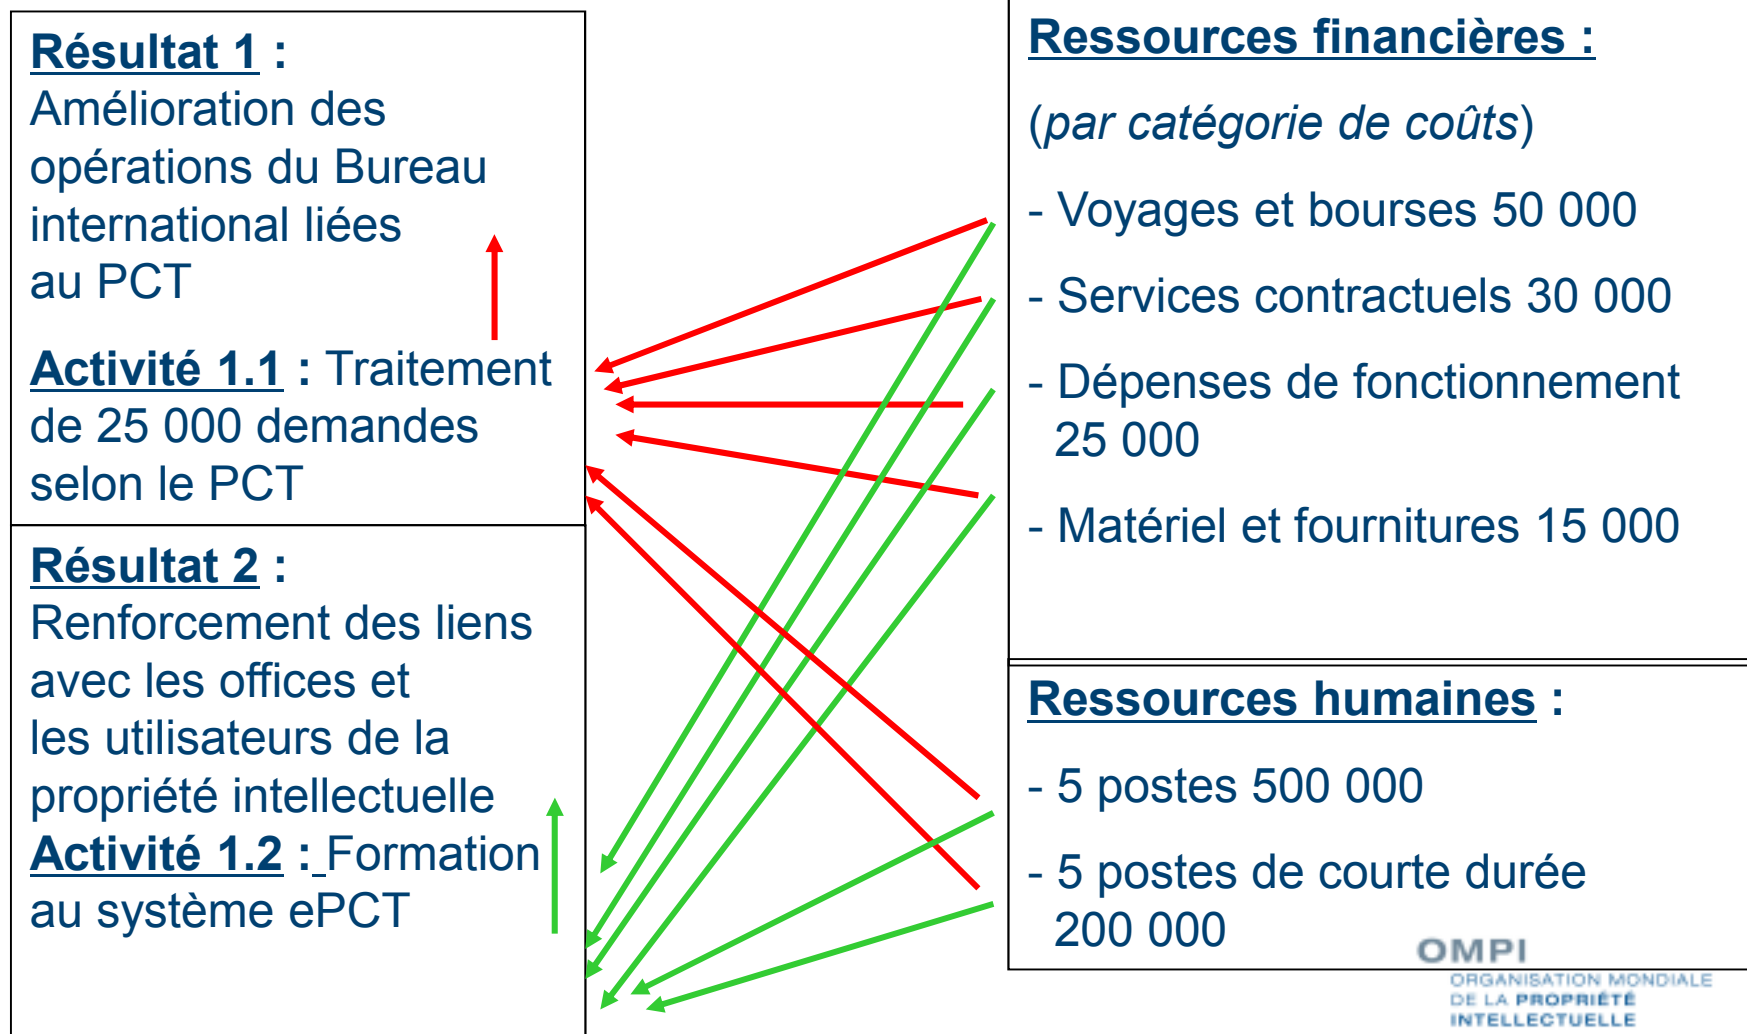 Résultat 1 :
Amélioration des
opérations du Bureau
international liées
au PCT
Activité 1.1 : Traitement
de 25 000 demandes
selon le PCT
Résultat 2 :
Renforcement des liens
avec les offices et
les utilisateurs de la
propriété intellectuelle
Activité 1.2 : Formation
au système ePCT
Ressources financières :
(par catégorie de coûts)
- Voyages et bourses 50 000
- Services contractuels 30 000
- Dépenses de fonctionnement
25 000
- Matériel et fournitures 15 000
Ressources humaines :
- 5 postes 500 000
- 5 postes de courte durée
200 000
OMPI
ORGANISATION MONDIALE
DE LA PROPRIÉTÉ
INTELLECTUELLE